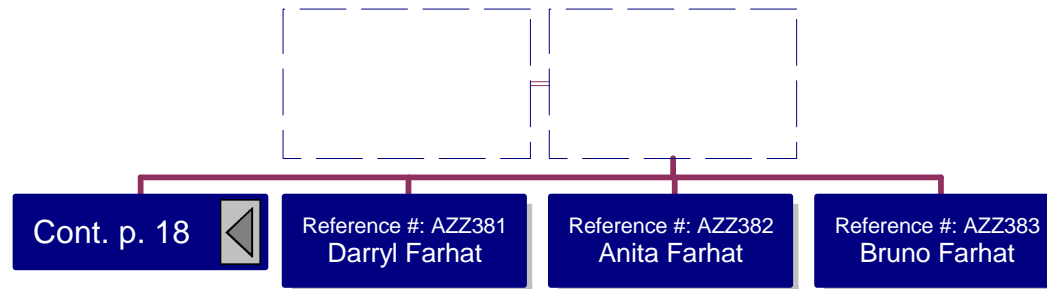 Cont. p. 18
Reference #: AZZ381
Darryl Farhat
Reference #: AZZ382
Anita Farhat
Reference #: AZZ383
Bruno Farhat